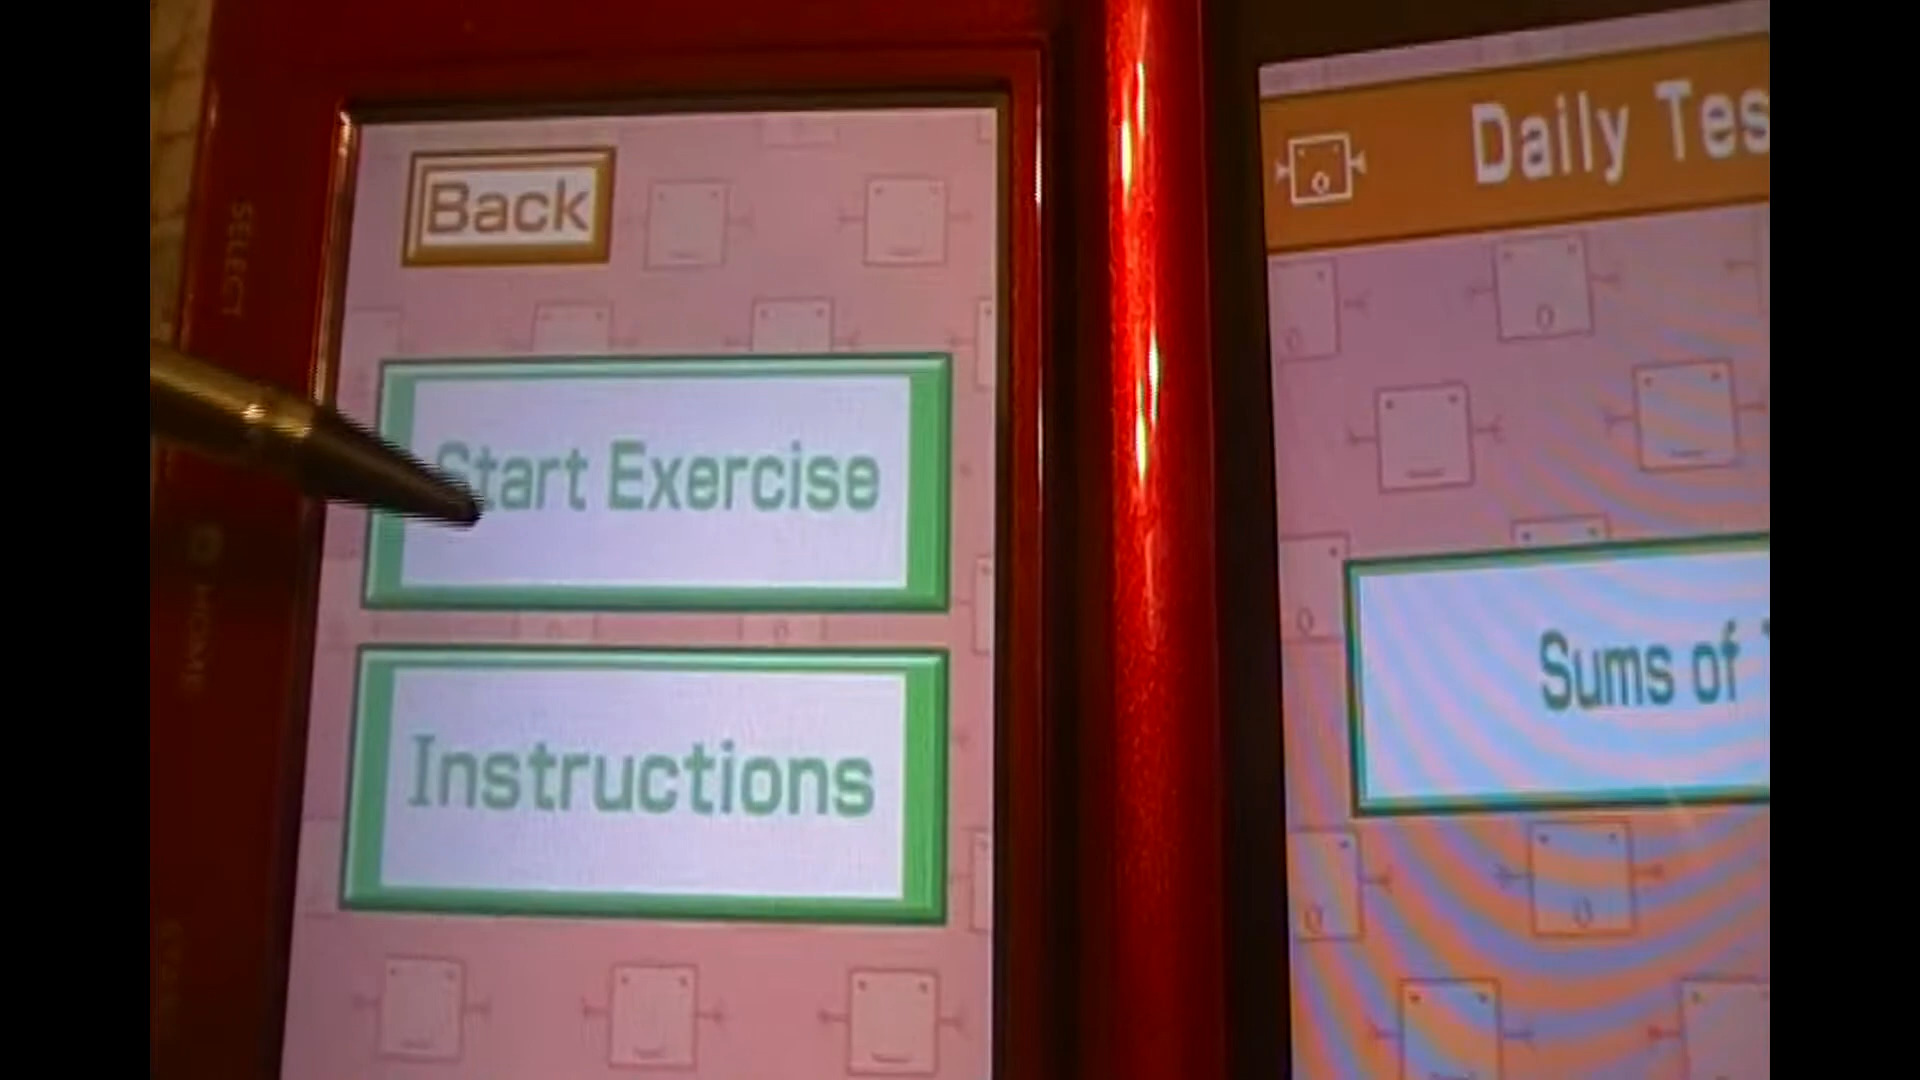 Back
Start Exercise
Instructions
Daily Tes
Sums of
SELECT
HOME